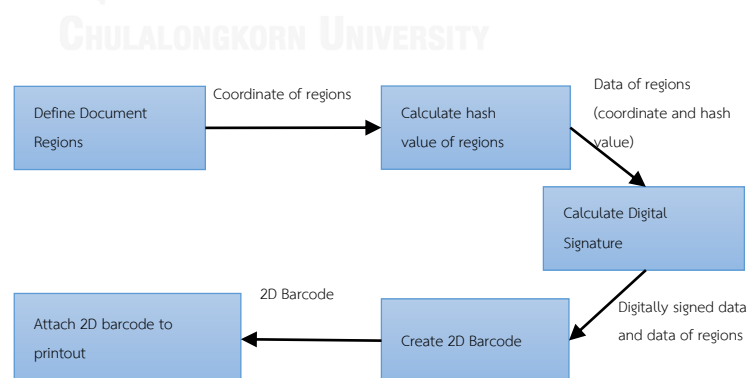 CHULALONGKORN UNIVERSITY
Define Document
Regions
Coordinate of regions
Calculate hash
value of regions
Data of regions
(coordinate and hash
value)
Calculate Digital
Signature
Digitally signed data
and data of regions
Create 2D Barcode
2D Barcode
Attach 2D barcode to
printout